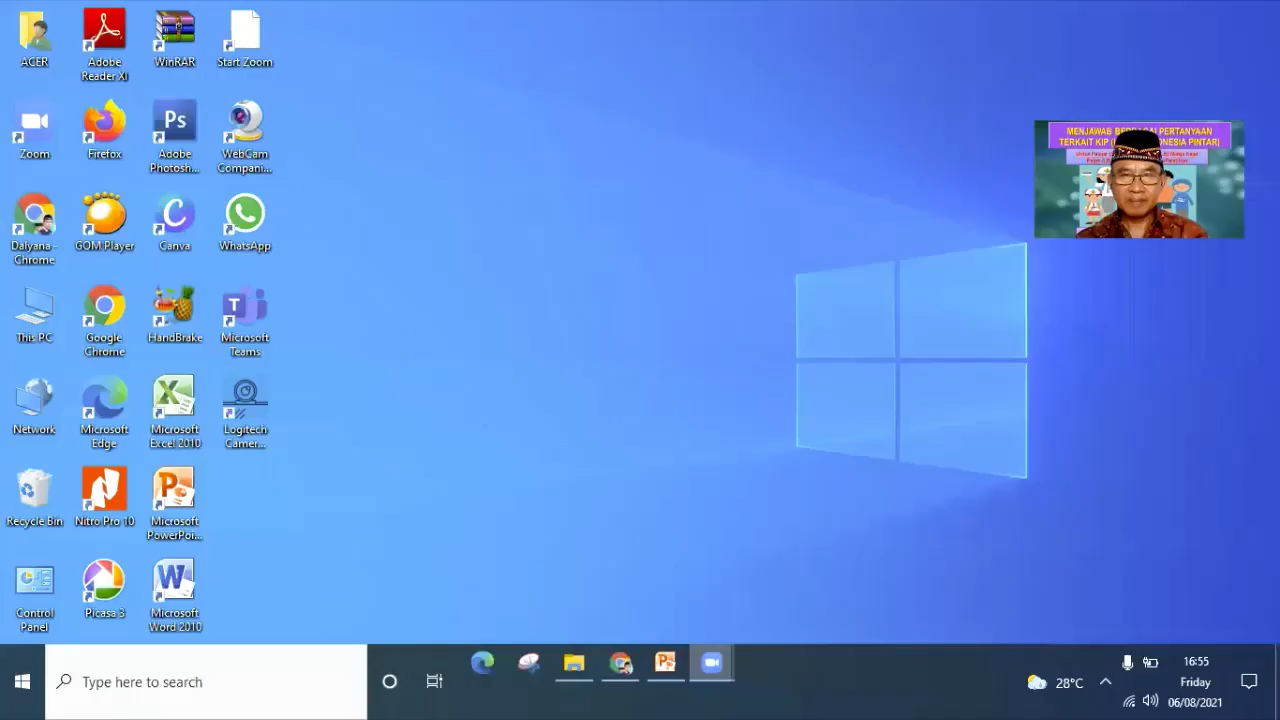 ACER
Adobe
Reader XI
WinRAR
Start Zoom
Zoom
Firefox
Ps
Adobe
Photosh...
WebCam
Compani...
Dalyana -
Chrome
GOM Player
C
Canva
WhatsApp
This PC
Google
Chrome
HandBrake
T
Microsoft
Teams
Network
Microsoft
Edge
X
Microsoft
Excel 2010
Logitech
Camer...
Recycle Bin
Nitro Pro 10
P
Microsoft
PowerPoi...
Control
Panel
Picasa 3
W
Microsoft
Word 2010
MENJAWAB PERTANYAAN
TERKAIT KIP PINTAR)
Type here to search
P
28°C
16:55
Friday
06/08/2021